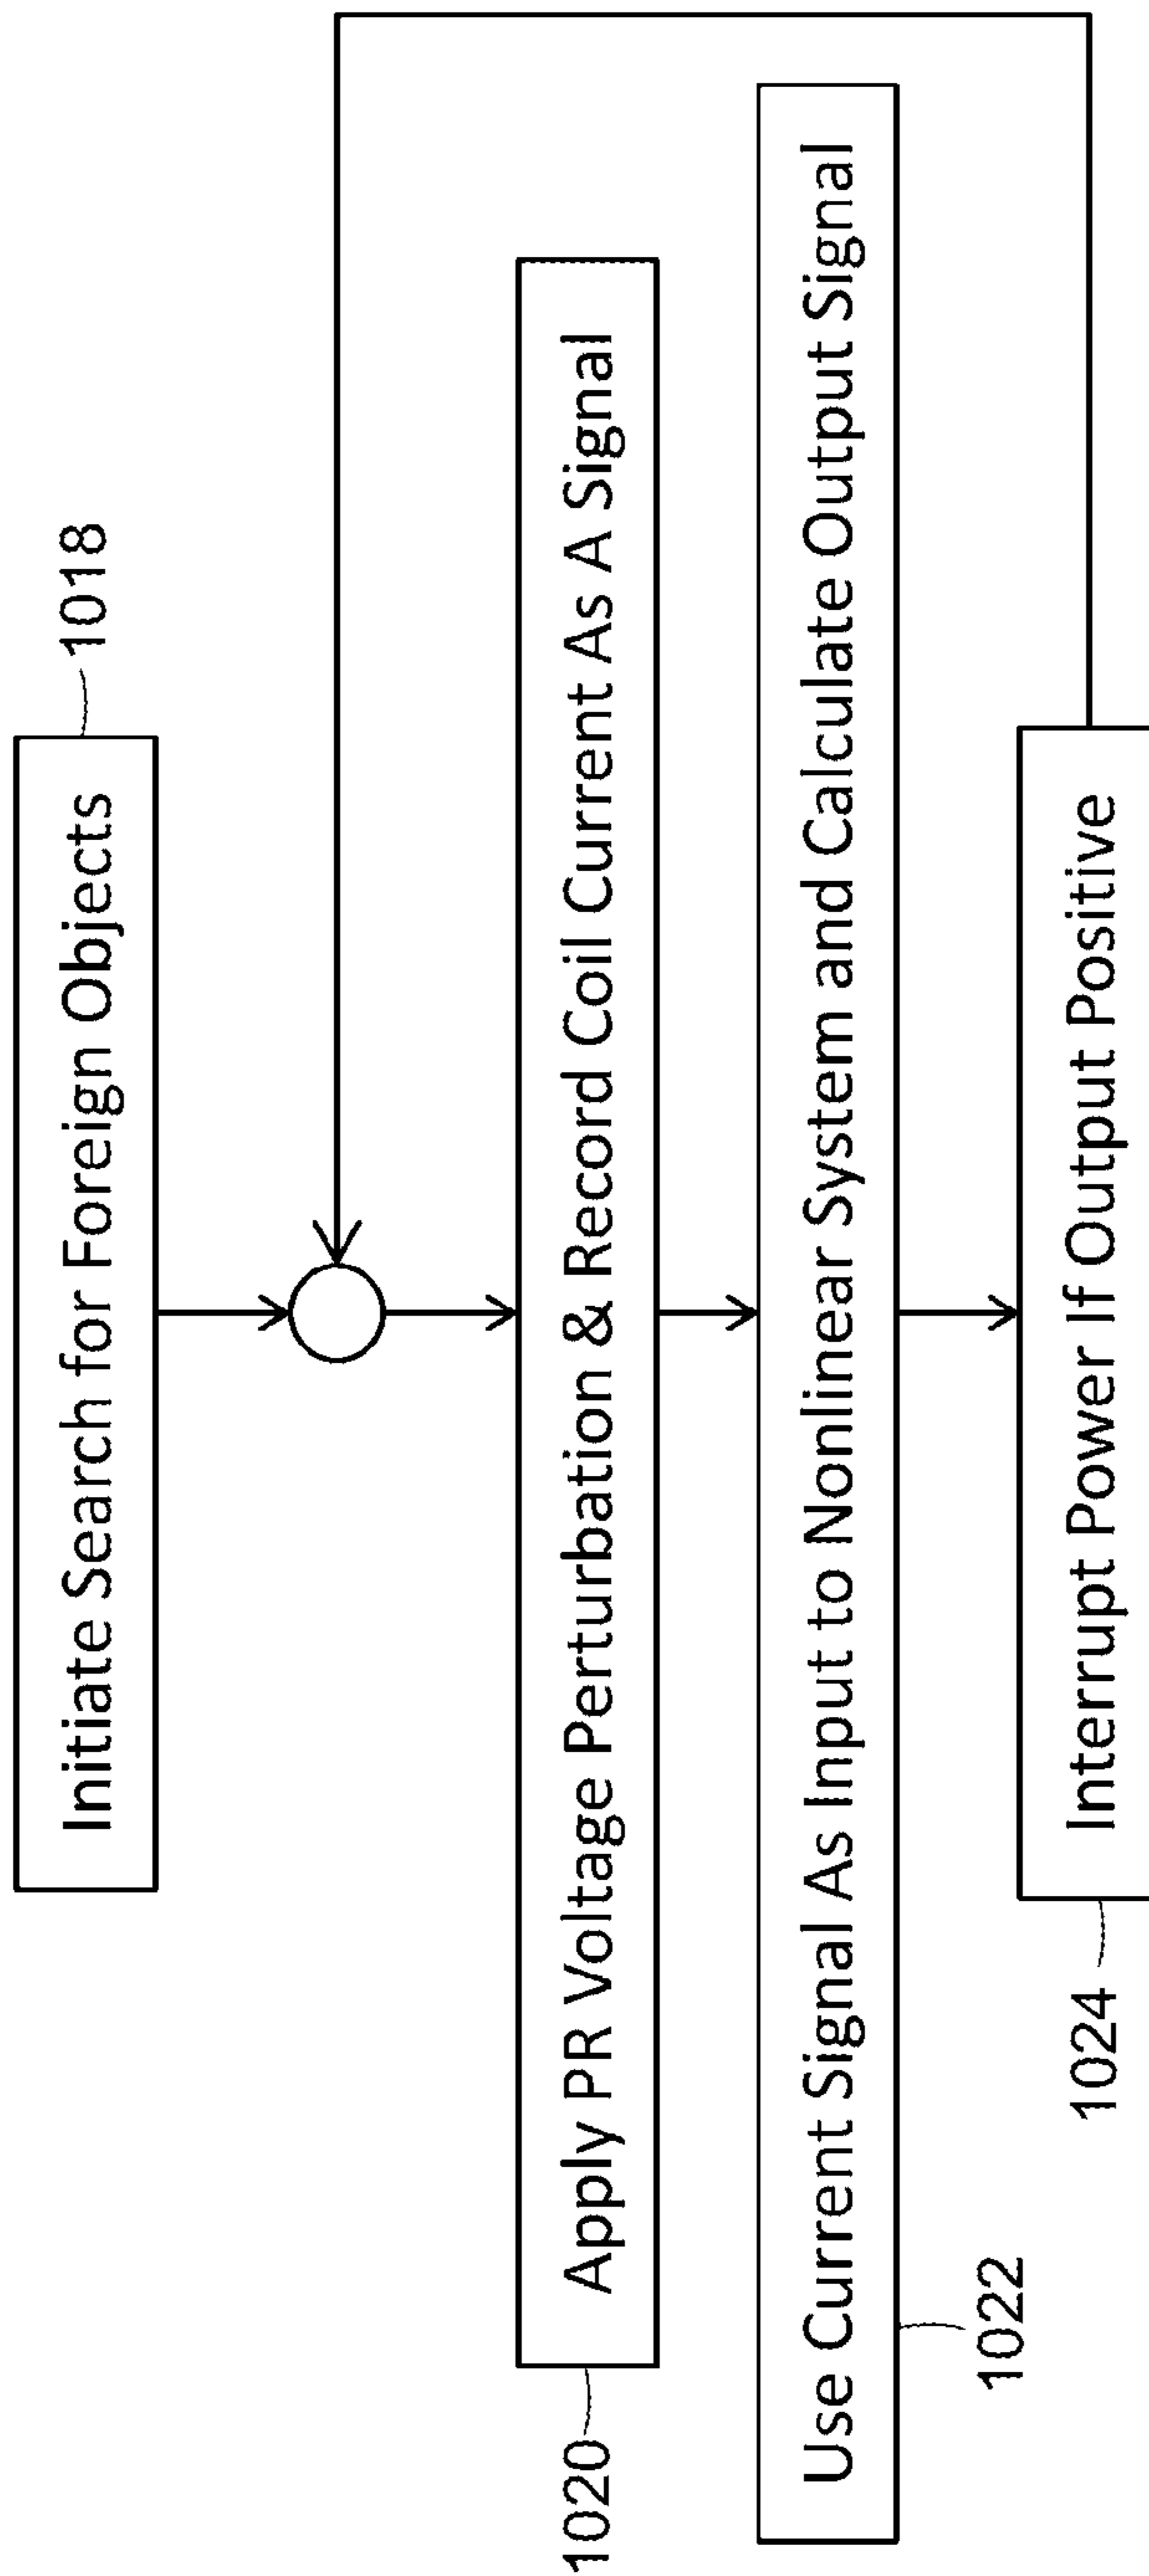 Initiate Search for Foreign Objects
1018
Apply PR Voltage Perturbation & Record Coil Current As A Signal
1020
Use Current Signal As Input to Nonlinear System and Calculate Output Signal
1022
Interrupt Power If Output Positive
1024